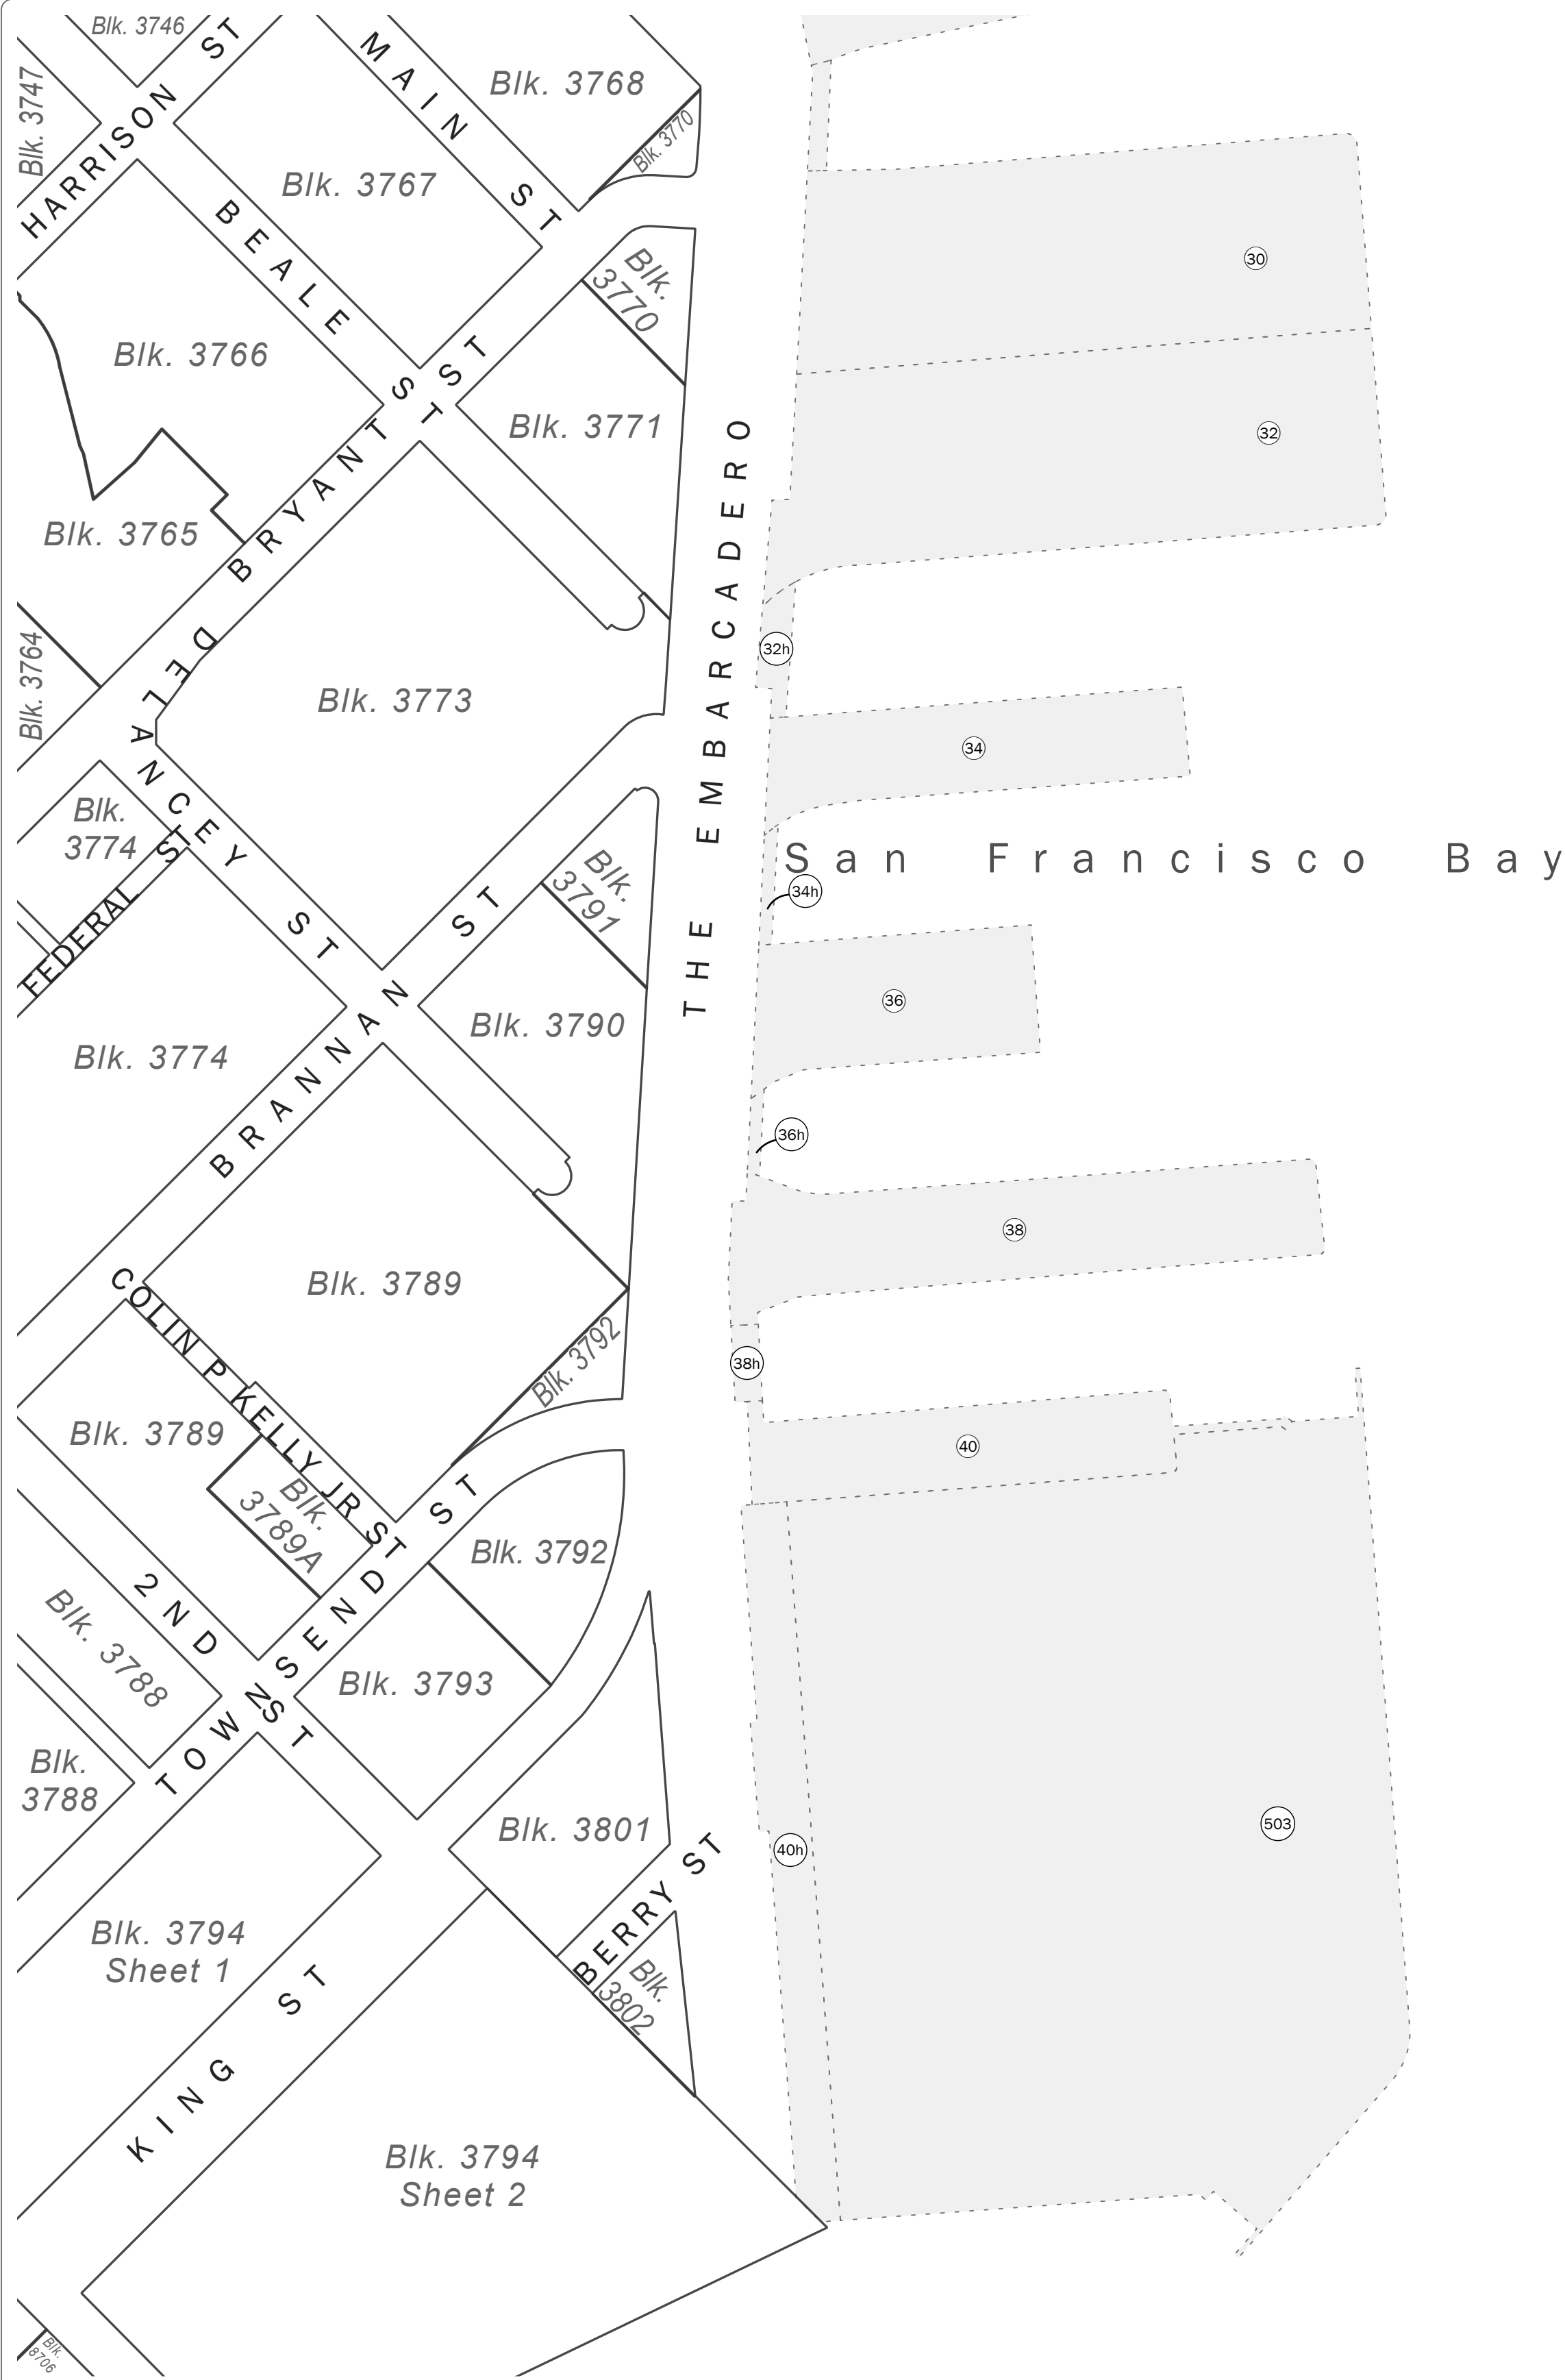 Blk. 3746
Blk. 3747
HARRISON ST
MAIN ST
Blk. 3768
Blk. 3770
Blk. 3767
BEALE ST
30
Blk.
3770
Blk. 3766
32
Blk. 3771
BRYANT ST
Blk. 3765
THE EMBARCADERO
32h
Blk. 3764
DELANCEY ST
Blk. 3773
34
Blk.
3774
San Francisco Bay
FEDERAL ST
Blk.
3791
34h
36
Blk. 3790
Blk. 3774
BRANNAN ST
36h
38
COLIN P KELLY JR ST
Blk. 3789
Blk. 3792
38h
Blk. 3789
40
Blk.
3789A
Blk. 3792
2ND ST
TOWNSEND ST
Blk. 3788
Blk. 3793
Blk.
3788
Blk. 3801
503
40h
BERRY ST
Blk. 3794
Sheet 1
Blk.
3802
KING ST
Blk. 3794
Sheet 2
Blk.
8706